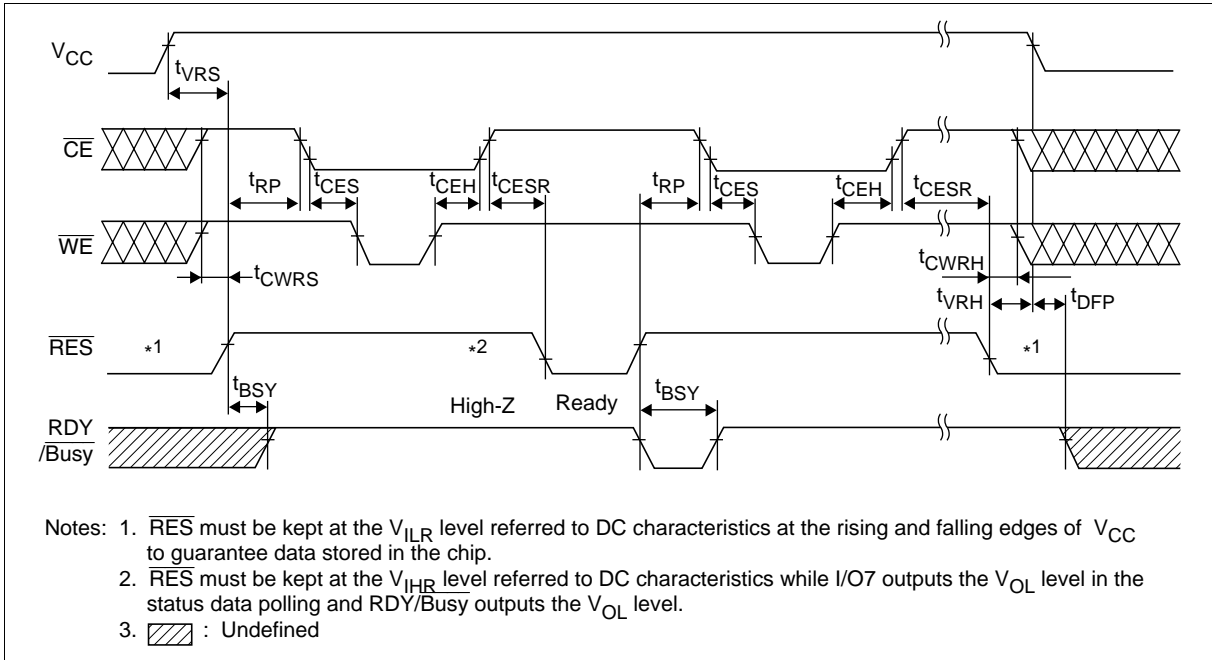 VCC
tVRS
CE
tRP tCES tCEH tCESR tRP tCES tCEH tCESR
WE
tCWRS
tCWRH
tVRH tDFP
RES *1 *2 *1
tBSY High-Z Ready tBSY
RDY
/Busy
Notes: 1. RES must be kept at the VILR level referred to DC characteristics at the rising and falling edges of VCC
to guarantee data stored in the chip.
2. RES must be kept at the VIHR level referred to DC characteristics while I/O7 outputs the VOL level in the
status data polling and RDY/Busy outputs the VOL level.
3. : Undefined